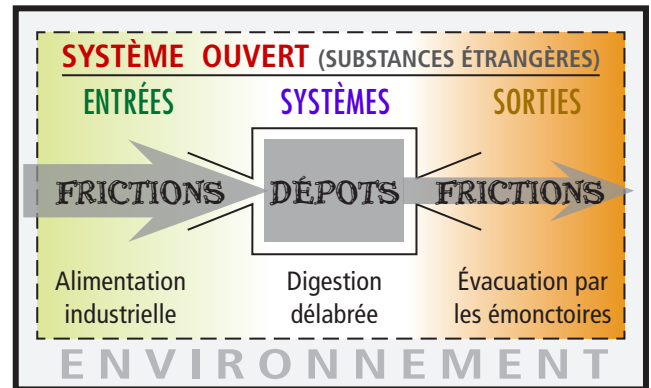 SYSTÈME OUVERT (SUBSTANCES ÉTRANGÈRES)
ENTRÉES SYSTÈMES SORTIES
FRICTIONS DÉPOTS FRICTIONS
Alimentation Digestion Évacuation par
industrielle délabrée les émonctoires
ENVIRONNEMENT